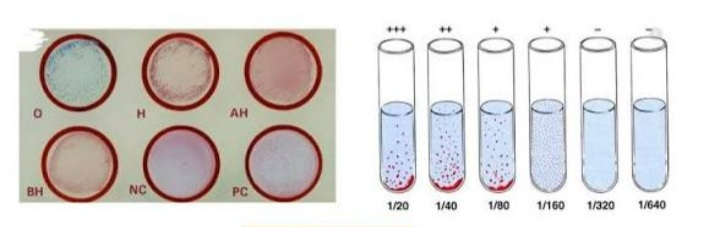 +++ ++ + + - -
O H AH
BH NC PC
1/20 1/40 1/80 1/160 1/320 1/640